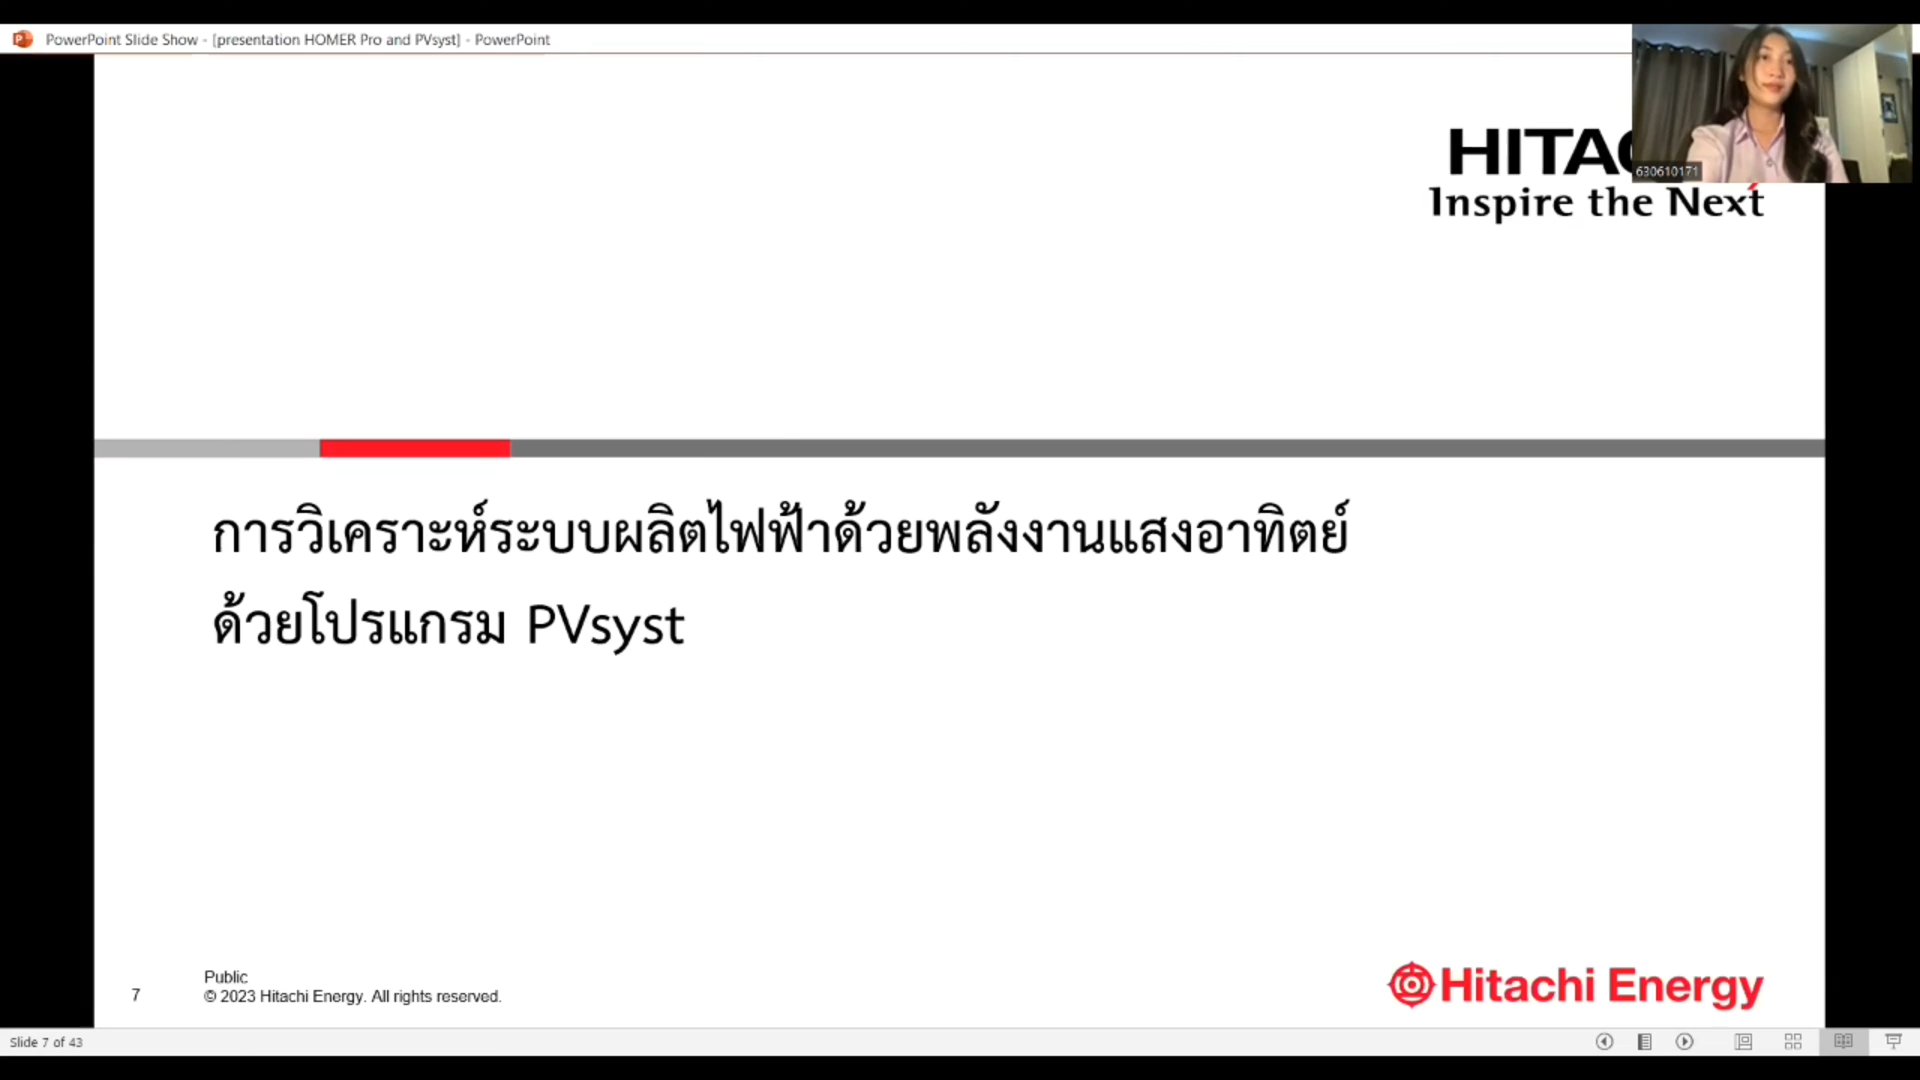 PowerPoint Slide Show - [presentation HOMER Pro and PVsyst] - PowerPoint
630610171
Inspire the Next
การวิเคราะห์ระบบผลิตไฟฟ้าด้วยพลังงานแสงอาทิตย์
ด้วยโปรแกรม PVsyst
7
Public
© 2023 Hitachi Energy. All rights reserved.
Hitachi Energy
Slide 7 of 43